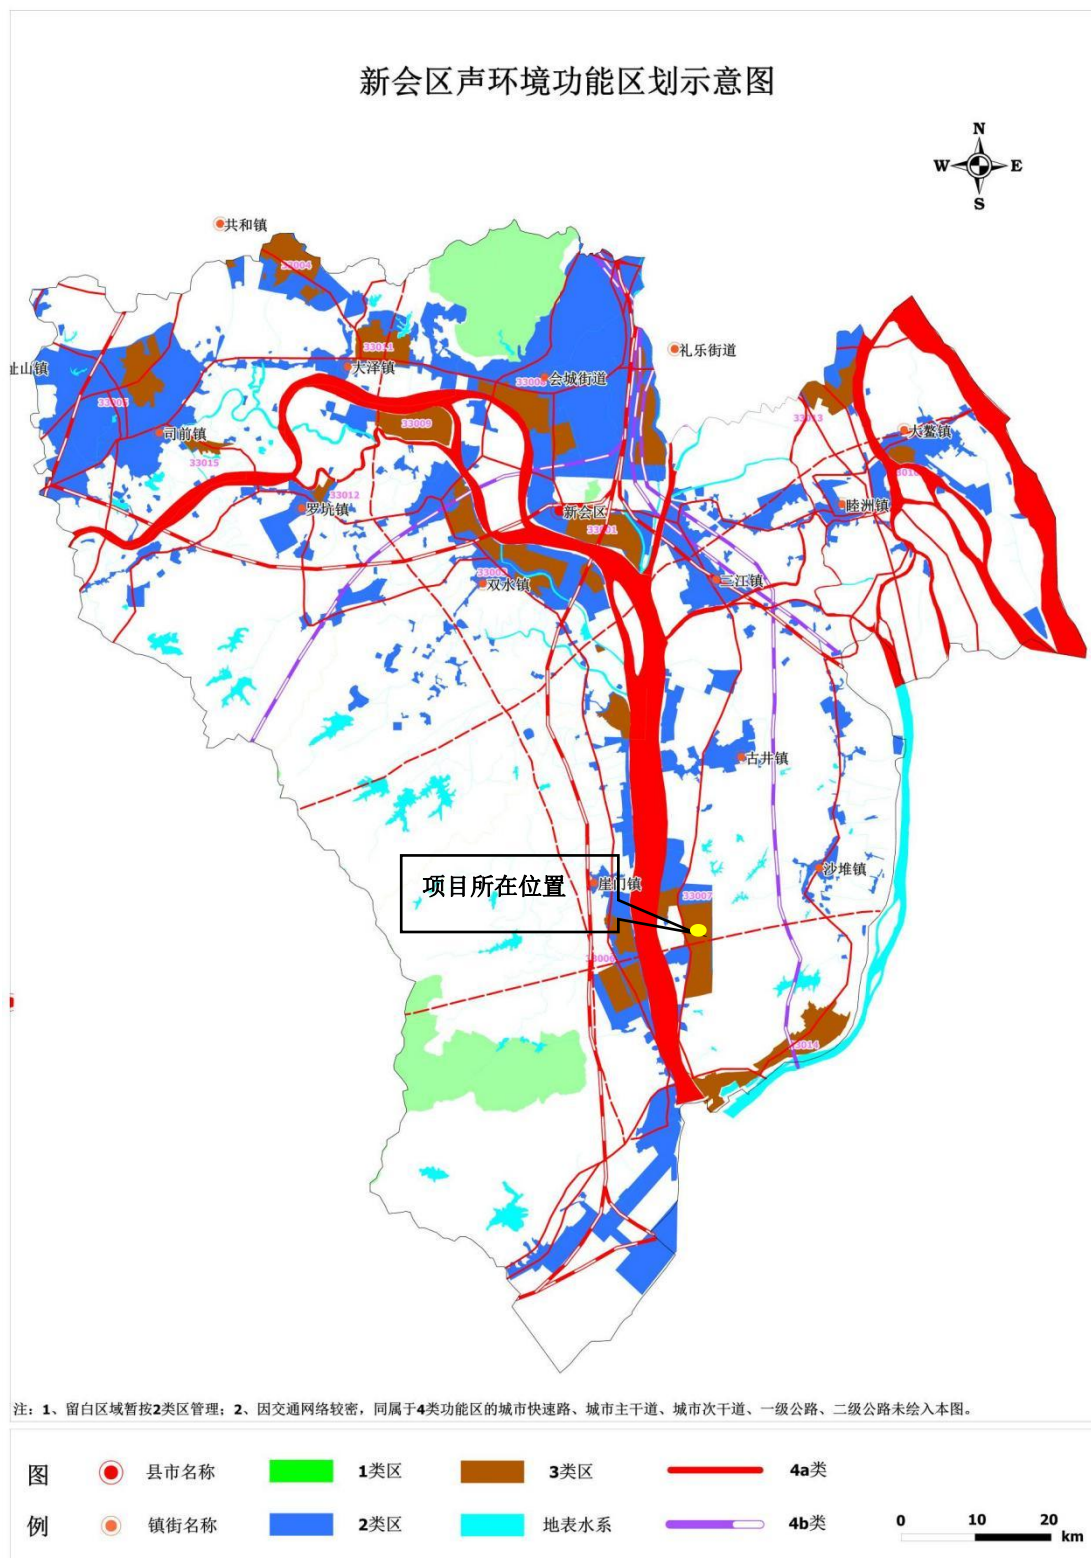 新会区声环境功能区划示意图
N
W E
S
共和镇
33004
礼乐街道
33011
址山镇
大泽镇
会城街道
33009
33013
大鳌镇
司前镇
33015
33012
罗坑镇
新会区
睦洲镇
双水镇
三江镇
古井镇
沙堆镇
项目所在位置
崖门镇
33007
33006
33014
注：1、留白区域暂按2类区管理；2、因交通网络较密，同属于4类功能区的城市快速路、城市主干道、城市次干道、一级公路、二级公路未绘入本图。
图例
县市名称
1类区
3类区
4a类
镇街名称
2类区
地表水系
4b类
0 10 20
km